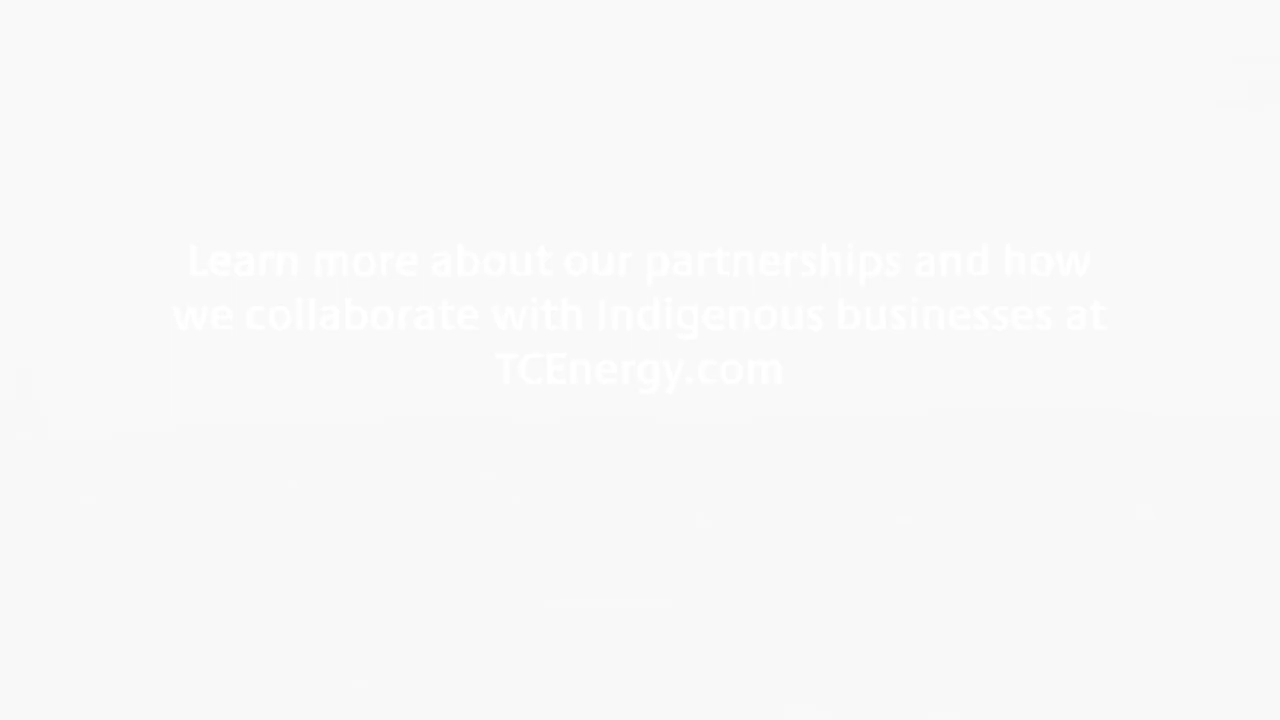 Learn more about our partnerships and how
we collaborate with Indigenous businesses at
TCEnergy.com